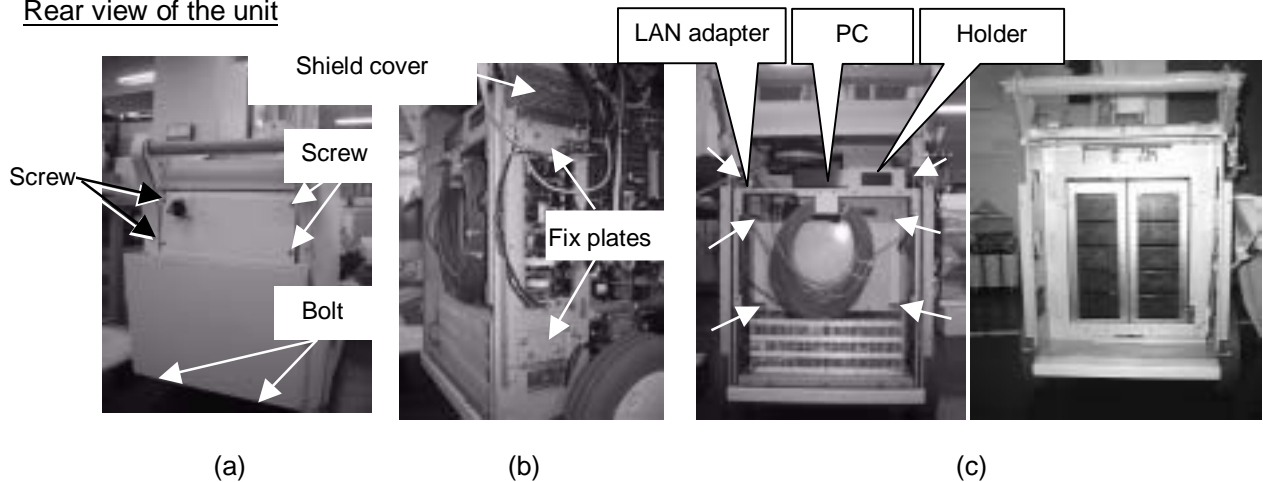 Rear view of the unit
LAN adapter
PC
Holder
Shield cover
Screw
Screw
Fix plates
Bolt
(a)
(b)
(c)